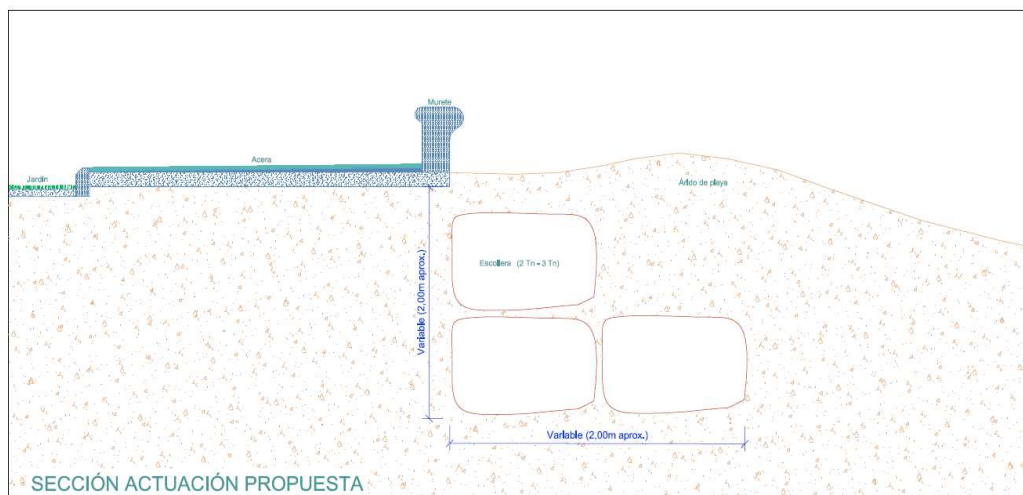 Murete
Acera
Jardín
Árido de playa
Escollera (2 Tn - 3 Tn)
Variable (2,00m aprox.)
Variable (2,00m aprox.)
SECCIÓN ACTUACIÓN PROPUESTA